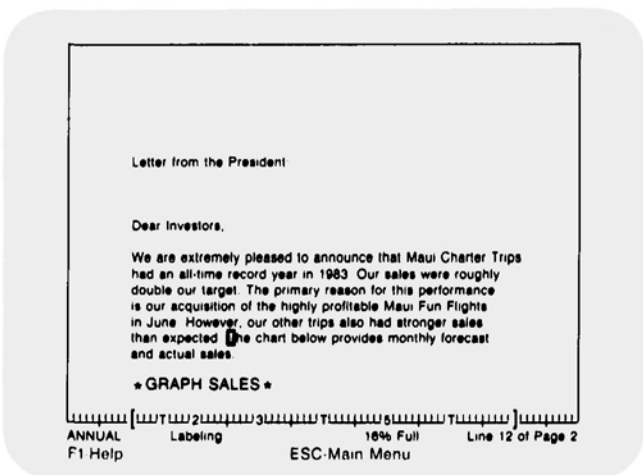 Letter from the President
Dear Investors,
We are extremely pleased to announce that Maui Charter Trips
had an all-time record year in 1983. Our sales were roughly
double our target. The primary reason for this performance
is our acquisition of the highly profitable Maui Fun Flights
in June. However, our other trips also had stronger sales
than expected. The chart below provides monthly forecast
and actual sales.
*GRAPH SALES*
[ T 2 3 T 5 T ]
ANNUAL Labeling 16% Full Line 12 of Page 2
F1-Help ESC-Main Menu